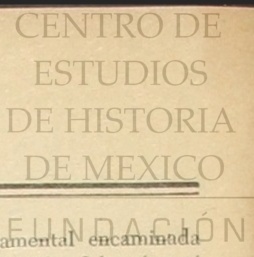 CENTRO DE
ESTUDIOS
DE HISTORIA
DE MEXICO
FUNDACIÓN
amental encaminada